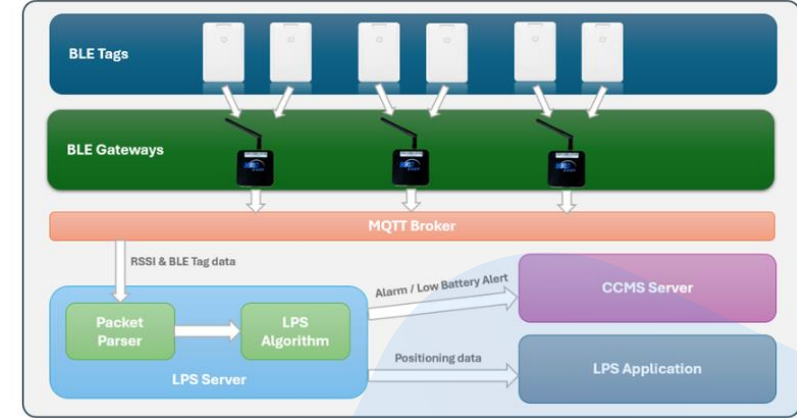 BLE Tags
BLE Gateways
MQTT Broker
RSSI & BLE Tag data
Alarm / Low Battery Alert
CCMS Server
Packet
Parser
LPS
Algorithm
Positioning data
LPS Application
LPS Server